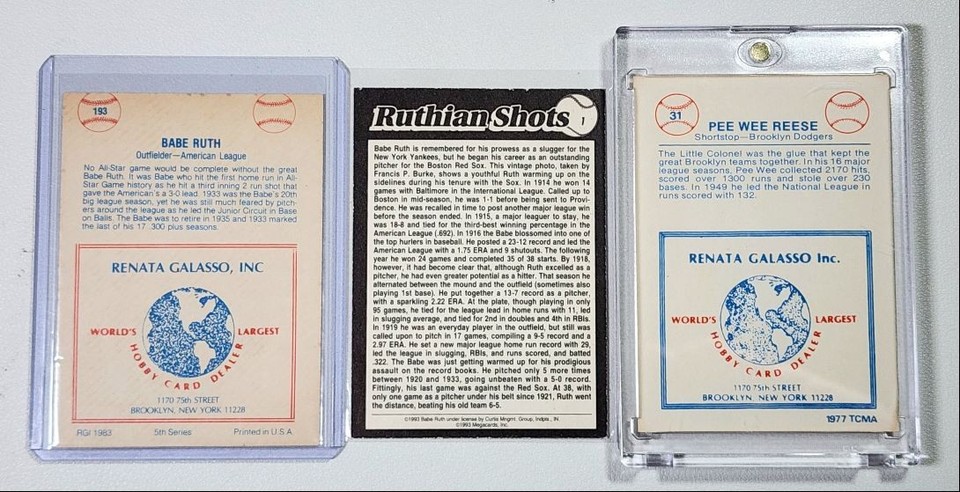 193
BABE RUTH
Outfielder—American League
No All-Star game would be complete without the great
Babe Ruth. It was Babe who hit the first home run in All-
Star Game history as he hit a third inning 2 run shot that
gave the American's a 3-0 lead. 1933 was the Babe's 20th
big league season, yet he was still much feared by pitch-
ers around the league as he led the Junior Circuit in Base
on Balls. The Babe was to retire in 1935 and 1933 marked
the last of his 17 .300 plus seasons.
RENATA GALASSO, INC
WORLD'S LARGEST
HOBBY CARD DEALER
1170 75th STREET
BROOKLYN, NEW YORK 11228
RGI 1983 5th Series Printed in U.S.A.
Ruthian Shots 1
Babe Ruth is remembered for his prowess as a slugger for the
New York Yankees, but he began his career as an outstanding
pitcher for the Boston Red Sox. This vintage photo, taken by
Francis P. Burke, shows a youthful Ruth warming up on the
sidelines during his tenure with the Sox. In 1914 he won 14
games with Baltimore in the International League. Called up to
Boston in mid-season, he was 1-1 before being sent to Provi-
dence. He was recalled in time to post another major league win
before the season ended. In 1915, a major leaguer to stay, he
was 18-8 and tied for the third-best winning percentage in the
American League (.692). In 1916 the Babe blossomed into one of
the top hurlers in baseball. He posted a 23-12 record and led the
American League with a 1.75 ERA and 9 shutouts. The following
year he won 24 games and completed 35 of 38 starts. By 1918,
however, it had become clear that, although Ruth excelled as a
pitcher, he had even greater potential as a hitter. That season he
alternated between the mound and the outfield (sometimes also
playing 1st base). He put together a 13-7 record as a pitcher,
with a sparkling 2.22 ERA. At the plate, though playing in only
95 games, he tied for the league lead in home runs with 11, led
in slugging average, and tied for 2nd in doubles and 4th in RBIs.
In 1919 he was an everyday player in the outfield, but still was
called upon to pitch in 17 games, compiling a 9-5 record and a
2.97 ERA. He set a new major league home run record with 29,
led the league in slugging, RBIs, and runs scored, and batted
.322. The Babe was just getting warmed up for his prodigious
assault on the record books. He pitched only 5 more times
between 1920 and 1933, going unbeaten with a 5-0 record.
Fittingly, his last game was against the Red Sox. At 38, with
only one game as a pitcher under his belt since 1921, Ruth went
the distance, beating his old team 6-5.
©1993 Babe Ruth under license by Curtis Mngmt. Group, Indpls., IN
©1993 Megacards, Inc.
31
PEE WEE REESE
Shortstop—Brooklyn Dodgers
The Little Colonel was the glue that kept the
great Brooklyn teams together. In his 16 major
league seasons, Pee Wee collected 2170 hits,
scored over 1300 runs and stole over 230
bases. In 1949 he led the National League in
runs scored with 132.
RENATA GALASSO Inc.
WORLD'S LARGEST
HOBBY CARD DEALER
1170 75th STREET
BROOKLYN, NEW YORK 11228
1977 TCMA